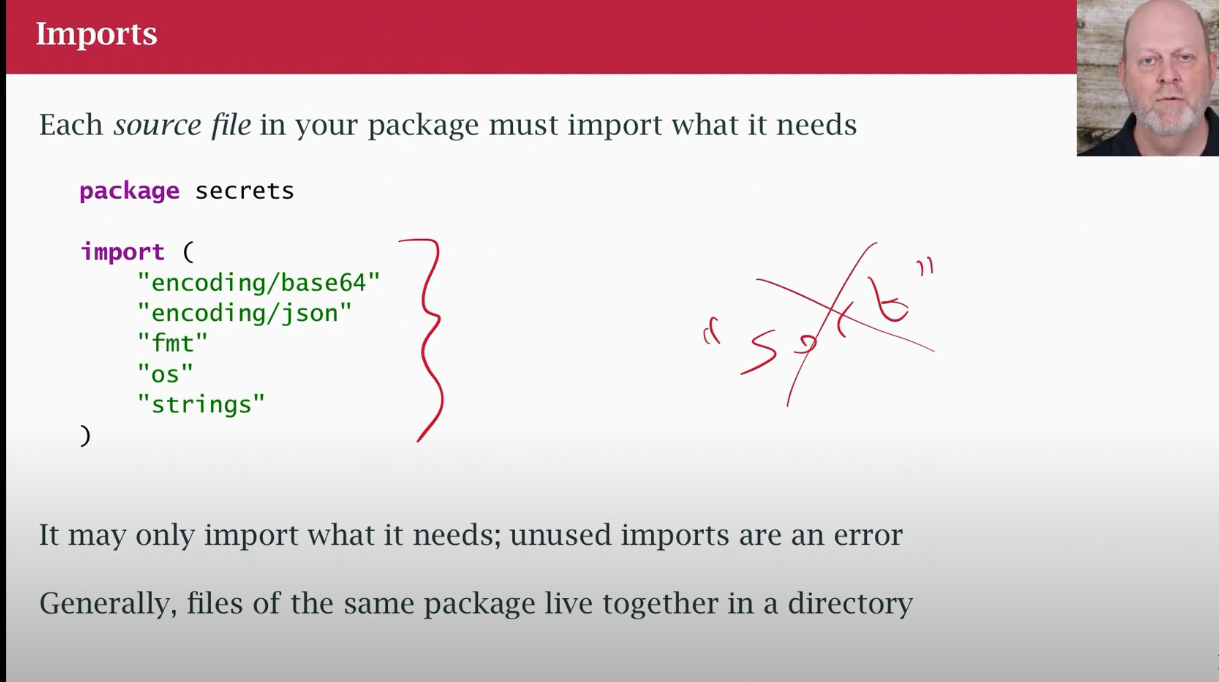 Imports
Each source file in your package must import what it needs
package secrets
import (
"encoding/base64"
"encoding/json"
"fmt"
"os"
"strings"
)
"sort"
It may only import what it needs; unused imports are an error
Generally, files of the same package live together in a directory